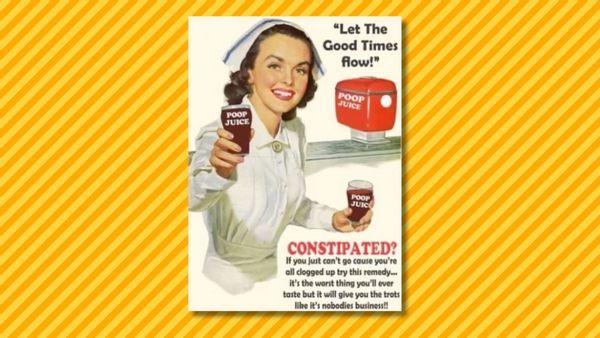 "Let The
Good Times
flow!"
POOP
JUICE
POOP
JUICE
POOP
JUICE
CONSTIPATED?
If you just can't go cause you're
all clogged up try this remedy...
it's the worst thing you'll ever
taste but it will give you the trots
like it's nobodies business!!